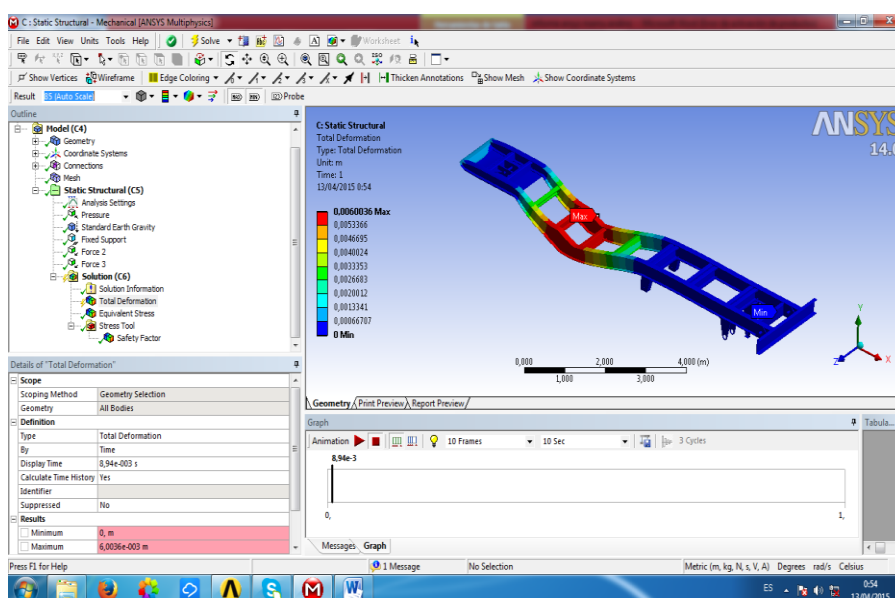 C : Static Structural - Mechanical [ANSYS Multiphysics]
File Edit View Units Tools Help Solve Worksheet
Show Vertices Wireframe Edge Coloring Thicken Annotations Show Mesh Show Coordinate Systems
Result 85 (Auto Scale) Probe
Outline
Model (C4)
Geometry
Coordinate Systems
Connections
Mesh
Static Structural (C5)
Analysis Settings
Pressure
Standard Earth Gravity
Fixed Support
Force 2
Force 3
Solution (C6)
Solution Information
Total Deformation
Equivalent Stress
Stress Tool
Safety Factor
C: Static Structural
Total Deformation
Type: Total Deformation
Unit: m
Time: 1
13/04/2015 0:54
0,0060036 Max
0,0053366
0,0046695
0,0040024
0,0033353
0,0026683
0,0020012
0,0013341
0,00066707
0 Min
Max
Min
ANSYS
14.0
Y
Z X
0,000 2,000 4,000 (m)
1,000 3,000
Geometry Print Preview Report Preview
Details of "Total Deformation"
Scope
Scoping Method Geometry Selection
Geometry All Bodies
Definition
Type Total Deformation
By Time
Display Time 8,94e-003 s
Calculate Time History Yes
Identifier
Suppressed No
Results
Minimum 0, m
Maximum 6,0036e-003 m
Graph
Animation 10 Frames 10 Sec 3 Cycles
8,94e-3
0, 1,
Messages Graph
Tabula...
Press F1 for Help 1 Message No Selection Metric (m, kg, N, s, V, A) Degrees rad/s Celsius
ES 0:54
13/04/2015